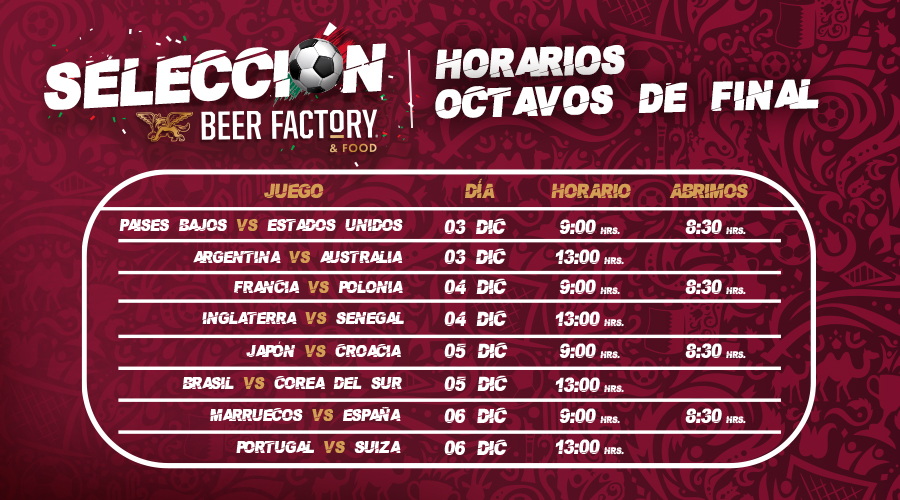 SELECCIÓN
BEER FACTORY
& FOOD
HORARIOS
OCTAVOS DE FINAL
JUEGO DÍA HORARIO ABRIMOS
PAISES BAJOS VS ESTADOS UNIDOS 03 DIC 9:00 HRS. 8:30 HRS.
ARGENTINA VS AUSTRALIA 03 DIC 13:00 HRS.
FRANCIA VS POLONIA 04 DIC 9:00 HRS. 8:30 HRS.
INGLATERRA VS SENEGAL 04 DIC 13:00 HRS.
JAPÓN VS CROACIA 05 DIC 9:00 HRS. 8:30 HRS.
BRASIL VS COREA DEL SUR 05 DIC 13:00 HRS.
MARRUECOS VS ESPAÑA 06 DIC 9:00 HRS. 8:30 HRS.
PORTUGAL VS SUIZA 06 DIC 13:00 HRS.